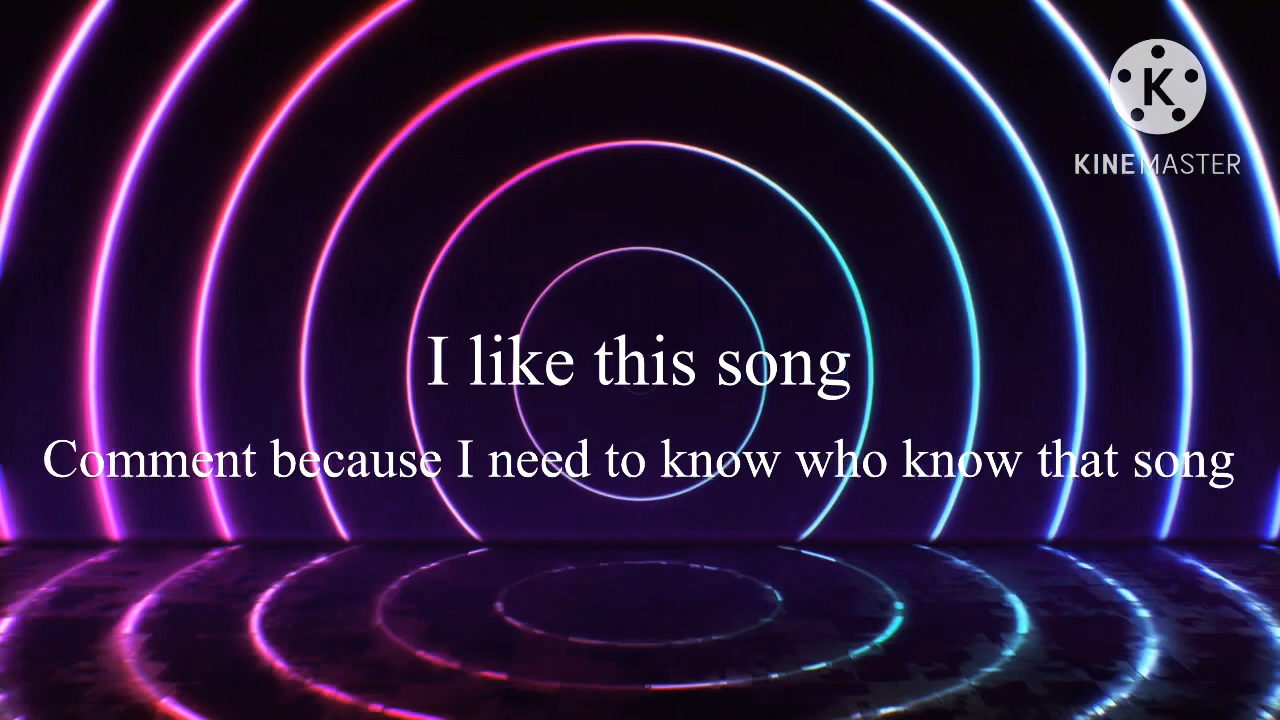 K
KINEMASTER
I like this song
Comment because I need to know who know that song